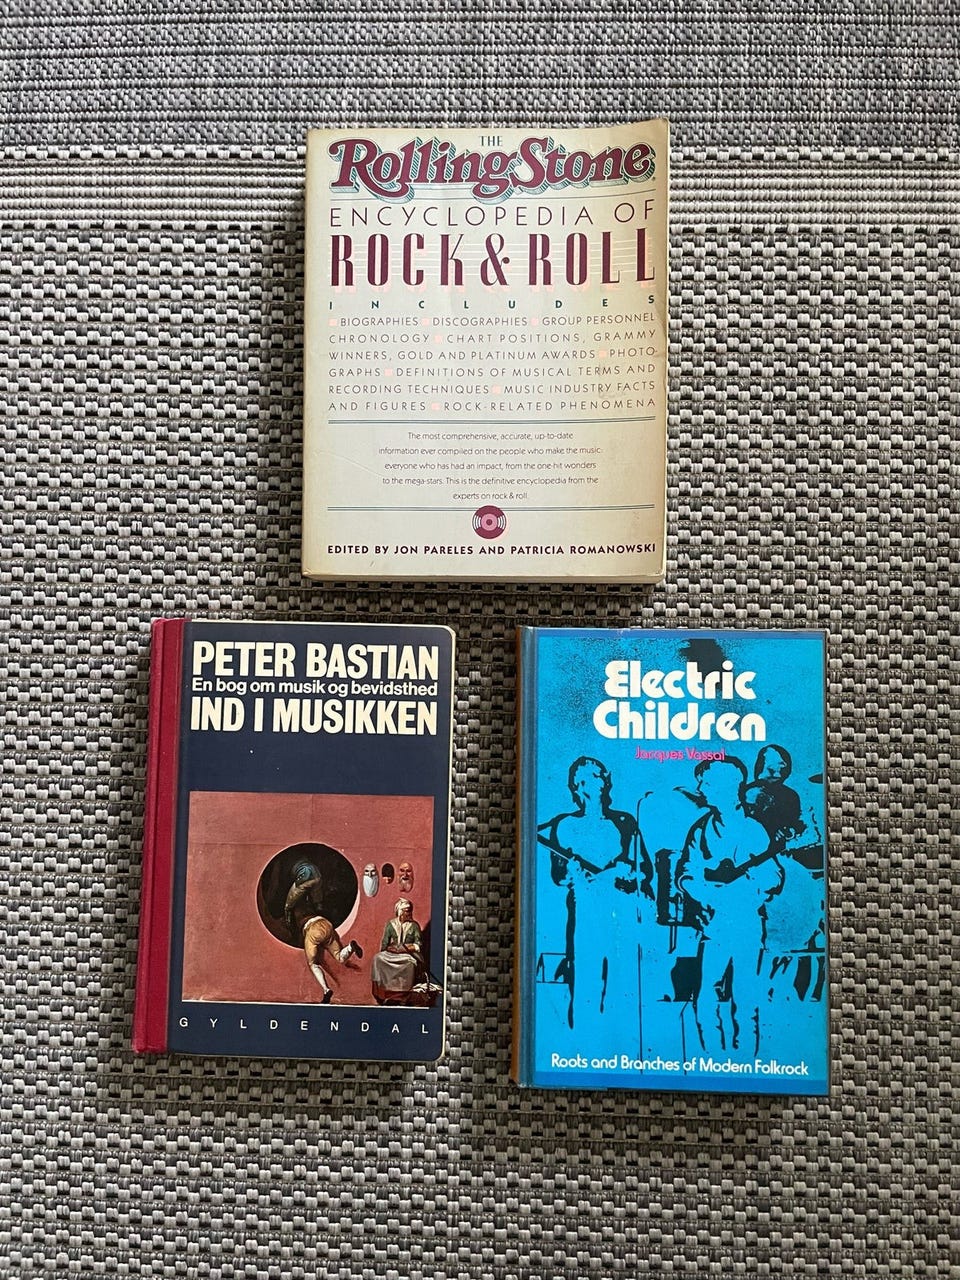 THE
Rolling Stone
ENCYCLOPEDIA OF
ROCK & ROLL
INCLUDES
BIOGRAPHIES DISCOGRAPHIES GROUP PERSONNEL
CHRONOLOGY CHART POSITIONS, GRAMMY
WINNERS, GOLD AND PLATINUM AWARDS PHOTO-
GRAPHS DEFINITIONS OF MUSICAL TERMS AND
RECORDING TECHNIQUES MUSIC INDUSTRY FACTS
AND FIGURES ROCK-RELATED PHENOMENA
The most comprehensive, accurate, up-to-date
information ever compiled on the people who make the music:
everyone who has had an impact, from the one-hit wonders
to the mega-stars. This is the definitive encyclopedia from the
experts on rock & roll.
EDITED BY JON PARELES AND PATRICIA ROMANOWSKI
PETER BASTIAN
En bog om musik og bevidsthed
IND I MUSIKKEN
GYLDENDAL
Electric
Children
Jacques Vassal
Roots and Branches of Modern Folkrock